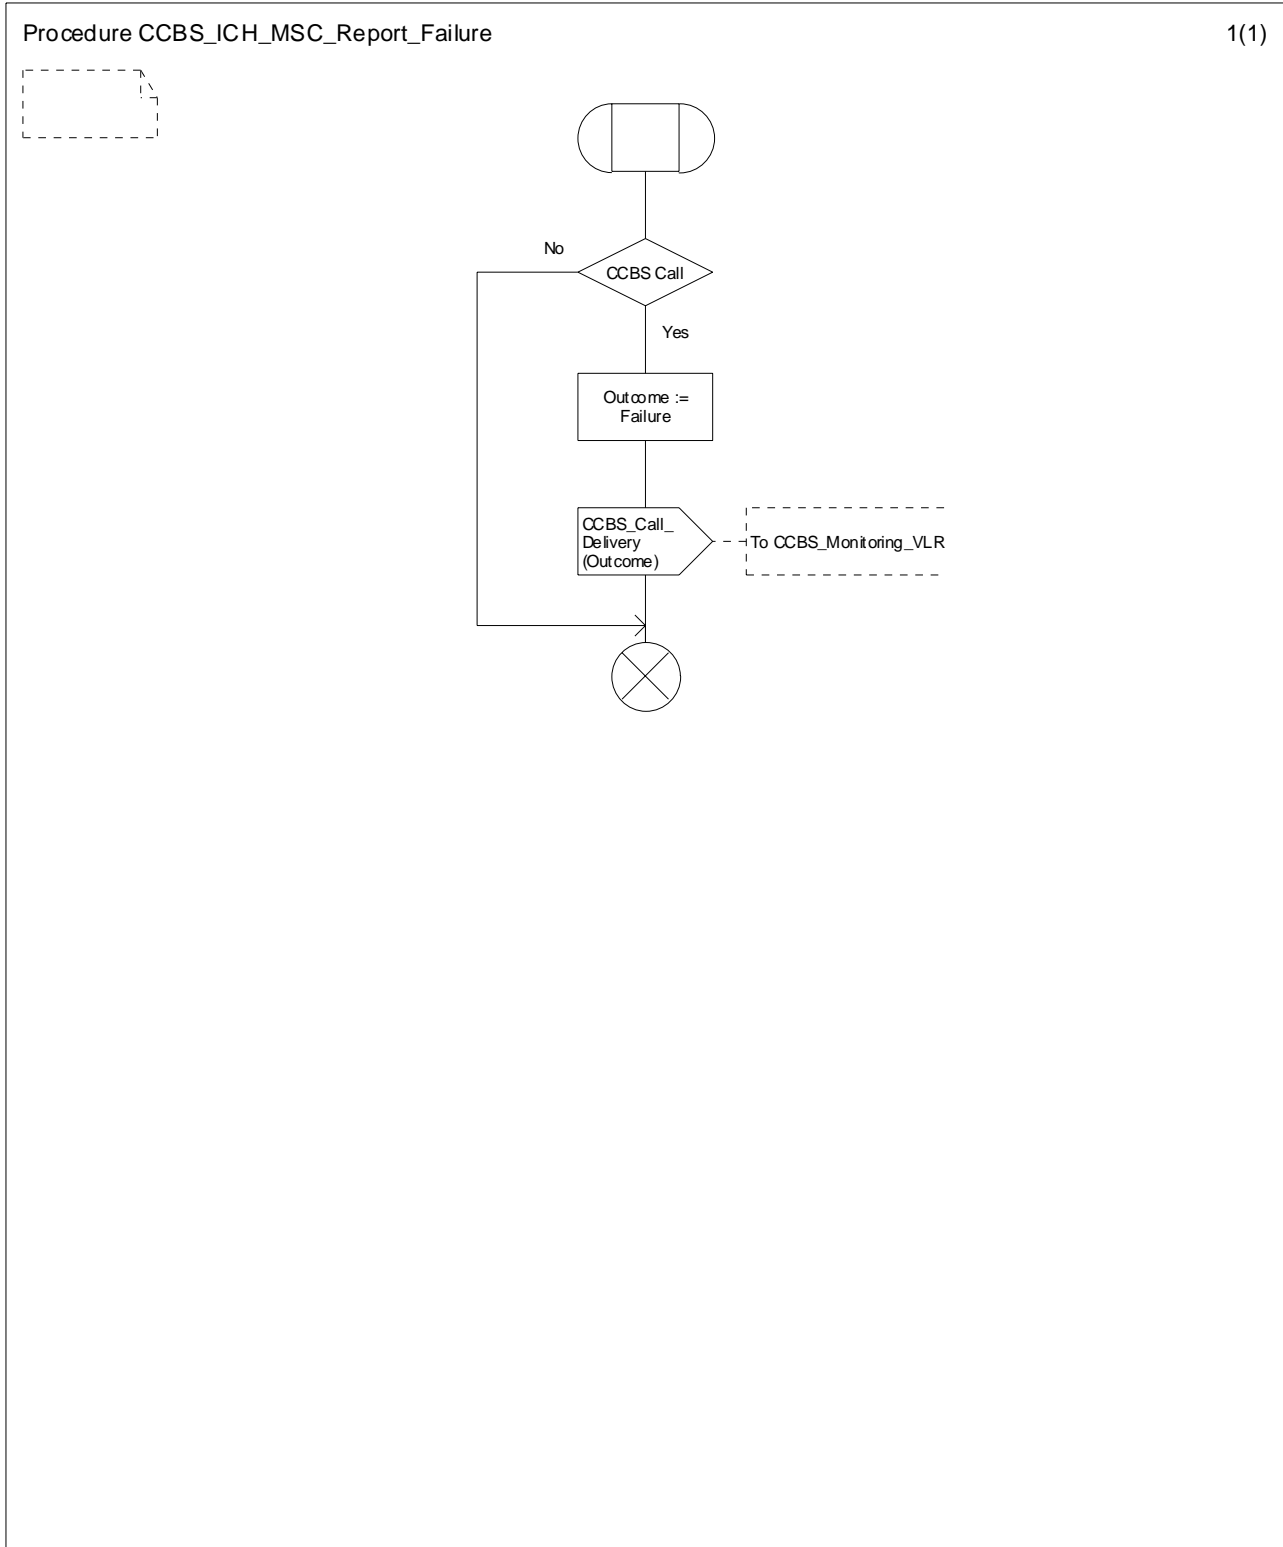 Procedure CCBS_ICH_MSC_Report_Failure
1(1)
No
CCBS Call
Yes
Outcome :=
Failure
CCBS_Call_
Delivery
(Outcome)
To CCBS_Monitoring_VLR